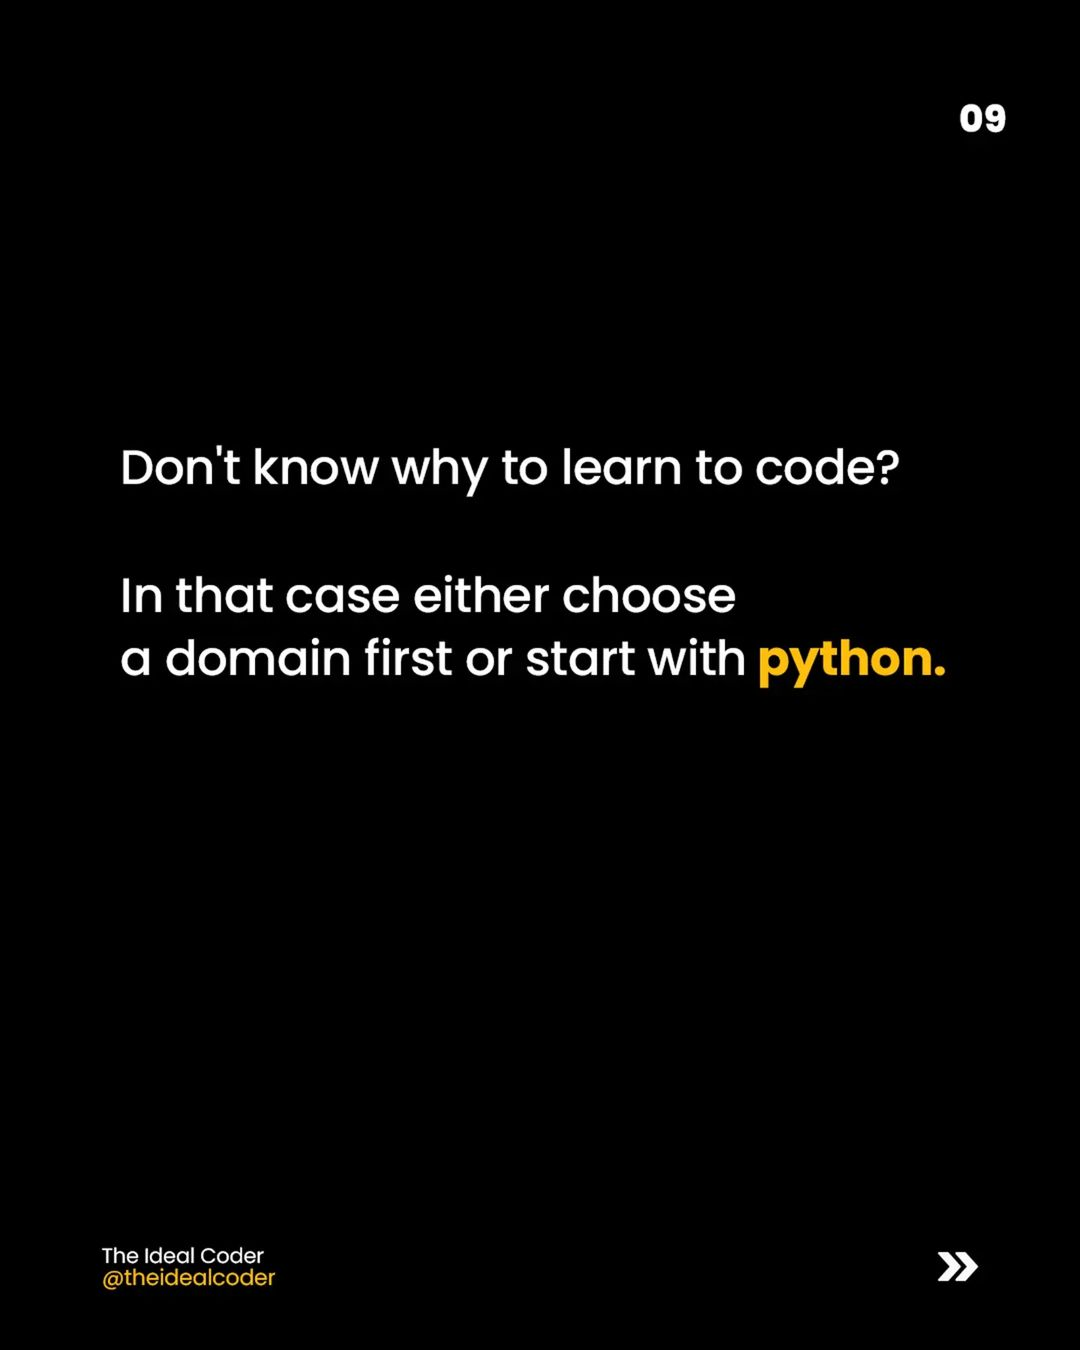 09
Don't know why to learn to code?
In that case either choose
a domain first or start with python.
The Ideal Coder
@theidealcoder